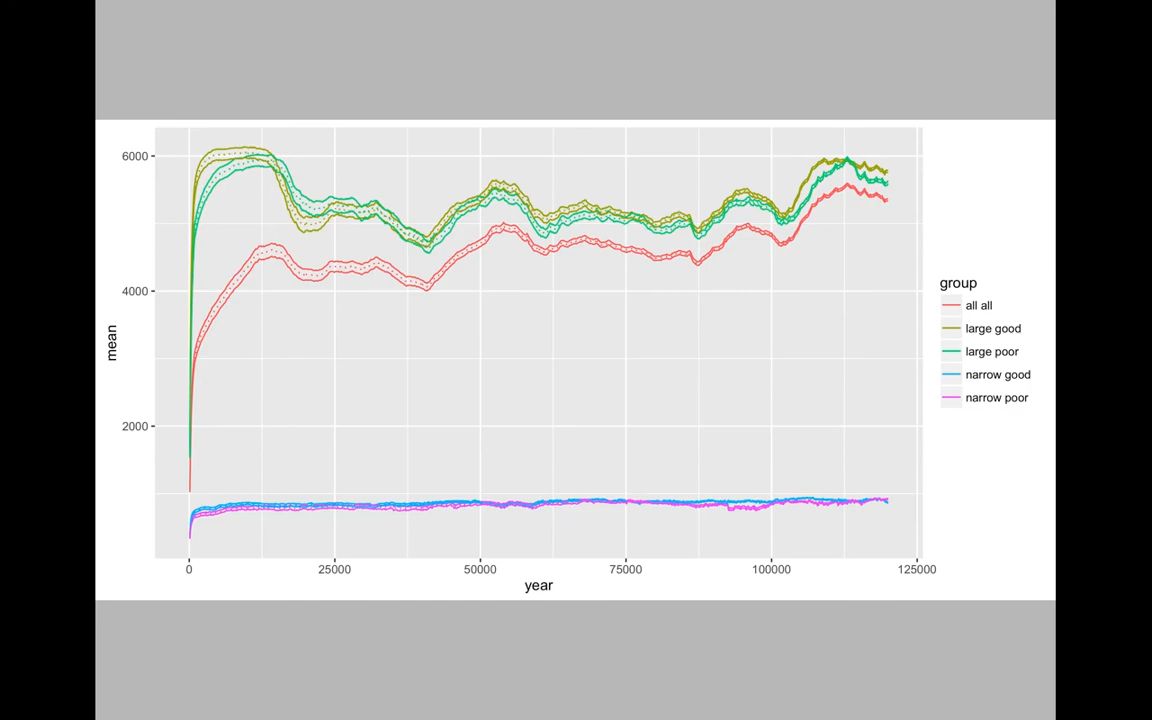 6000
4000
2000
mean
0 25000 50000 75000 100000 125000
year
group
all all
large good
large poor
narrow good
narrow poor